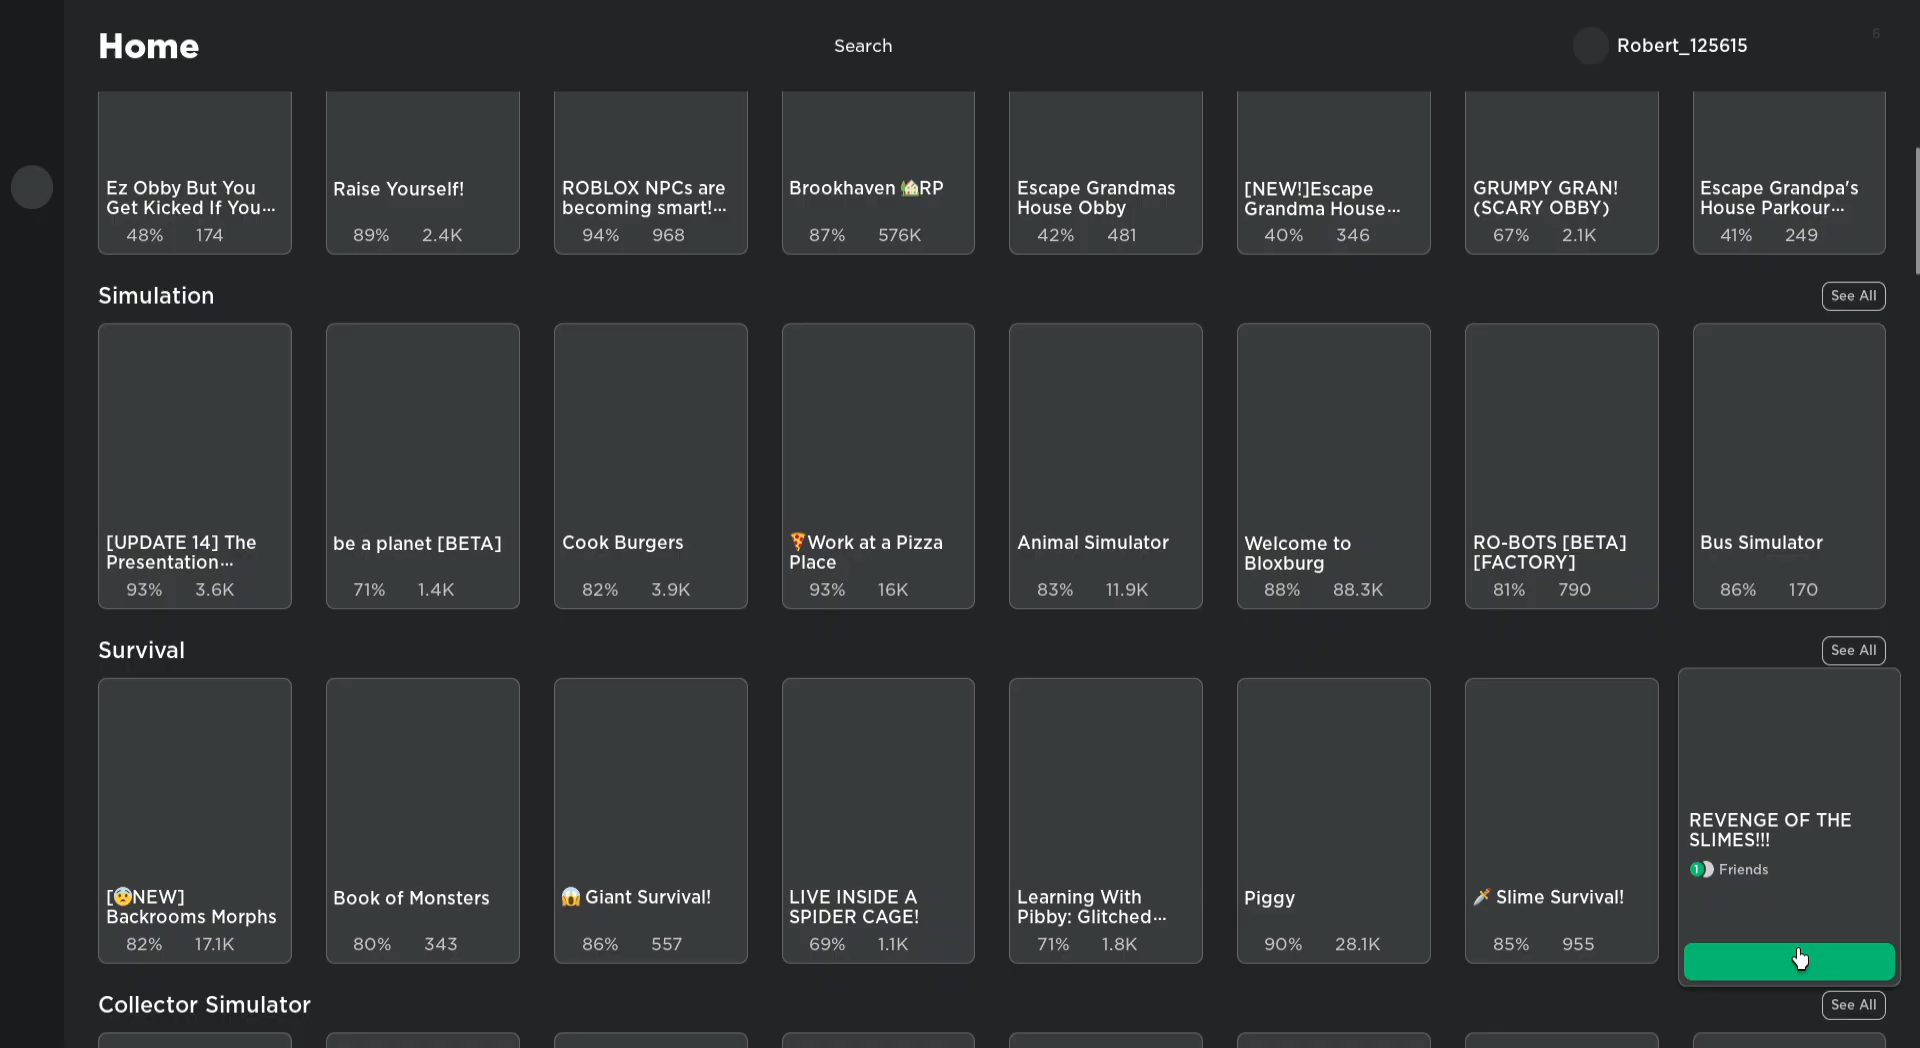 Home
Search
Robert_125615
6
Ez Obby But You
Get Kicked If You...
48% 174
Raise Yourself!
89% 2.4K
ROBLOX NPCs are
becoming smart!...
94% 968
Brookhaven 🏡RP
87% 576K
Escape Grandmas
House Obby
42% 481
[NEW!]Escape
Grandma House...
40% 346
GRUMPY GRAN!
(SCARY OBBY)
67% 2.1K
Escape Grandpa's
House Parkour...
41% 249
Simulation
See All
[UPDATE 14] The
Presentation...
93% 3.6K
be a planet [BETA]
71% 1.4K
Cook Burgers
82% 3.9K
🍕Work at a Pizza
Place
93% 16K
Animal Simulator
83% 11.9K
Welcome to
Bloxburg
88% 88.3K
RO-BOTS [BETA]
[FACTORY]
81% 790
Bus Simulator
86% 170
Survival
See All
[😰NEW]
Backrooms Morphs
82% 17.1K
Book of Monsters
80% 343
😱 Giant Survival!
86% 557
LIVE INSIDE A
SPIDER CAGE!
69% 1.1K
Learning With
Pibby: Glitched...
71% 1.8K
Piggy
90% 28.1K
🗡 Slime Survival!
85% 955
REVENGE OF THE
SLIMES!!!
1 Friends
Collector Simulator
See All